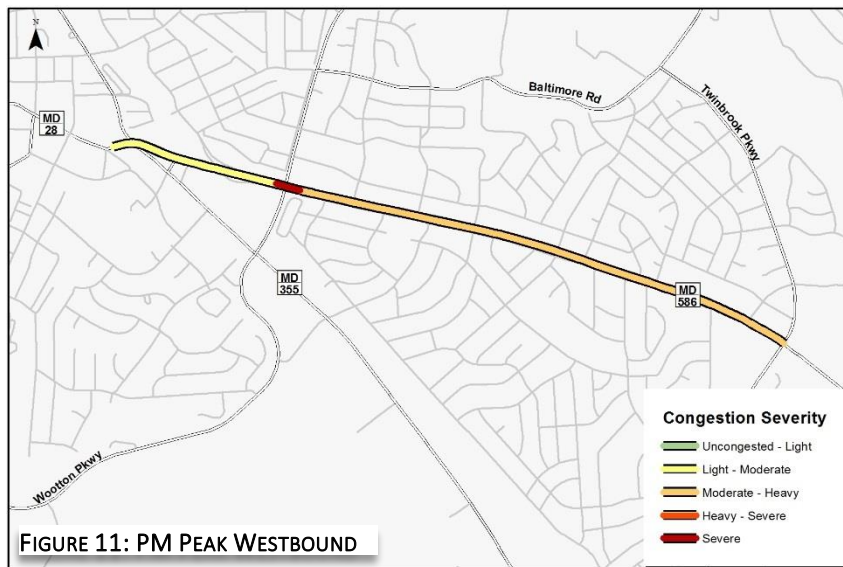 N
MD
28
Baltimore Rd
Twinbrook Pkwy
MD
355
MD
586
Wootton Pkwy
Congestion Severity
Uncongested - Light
Light - Moderate
Moderate - Heavy
Heavy - Severe
Severe
FIGURE 11: PM PEAK WESTBOUND